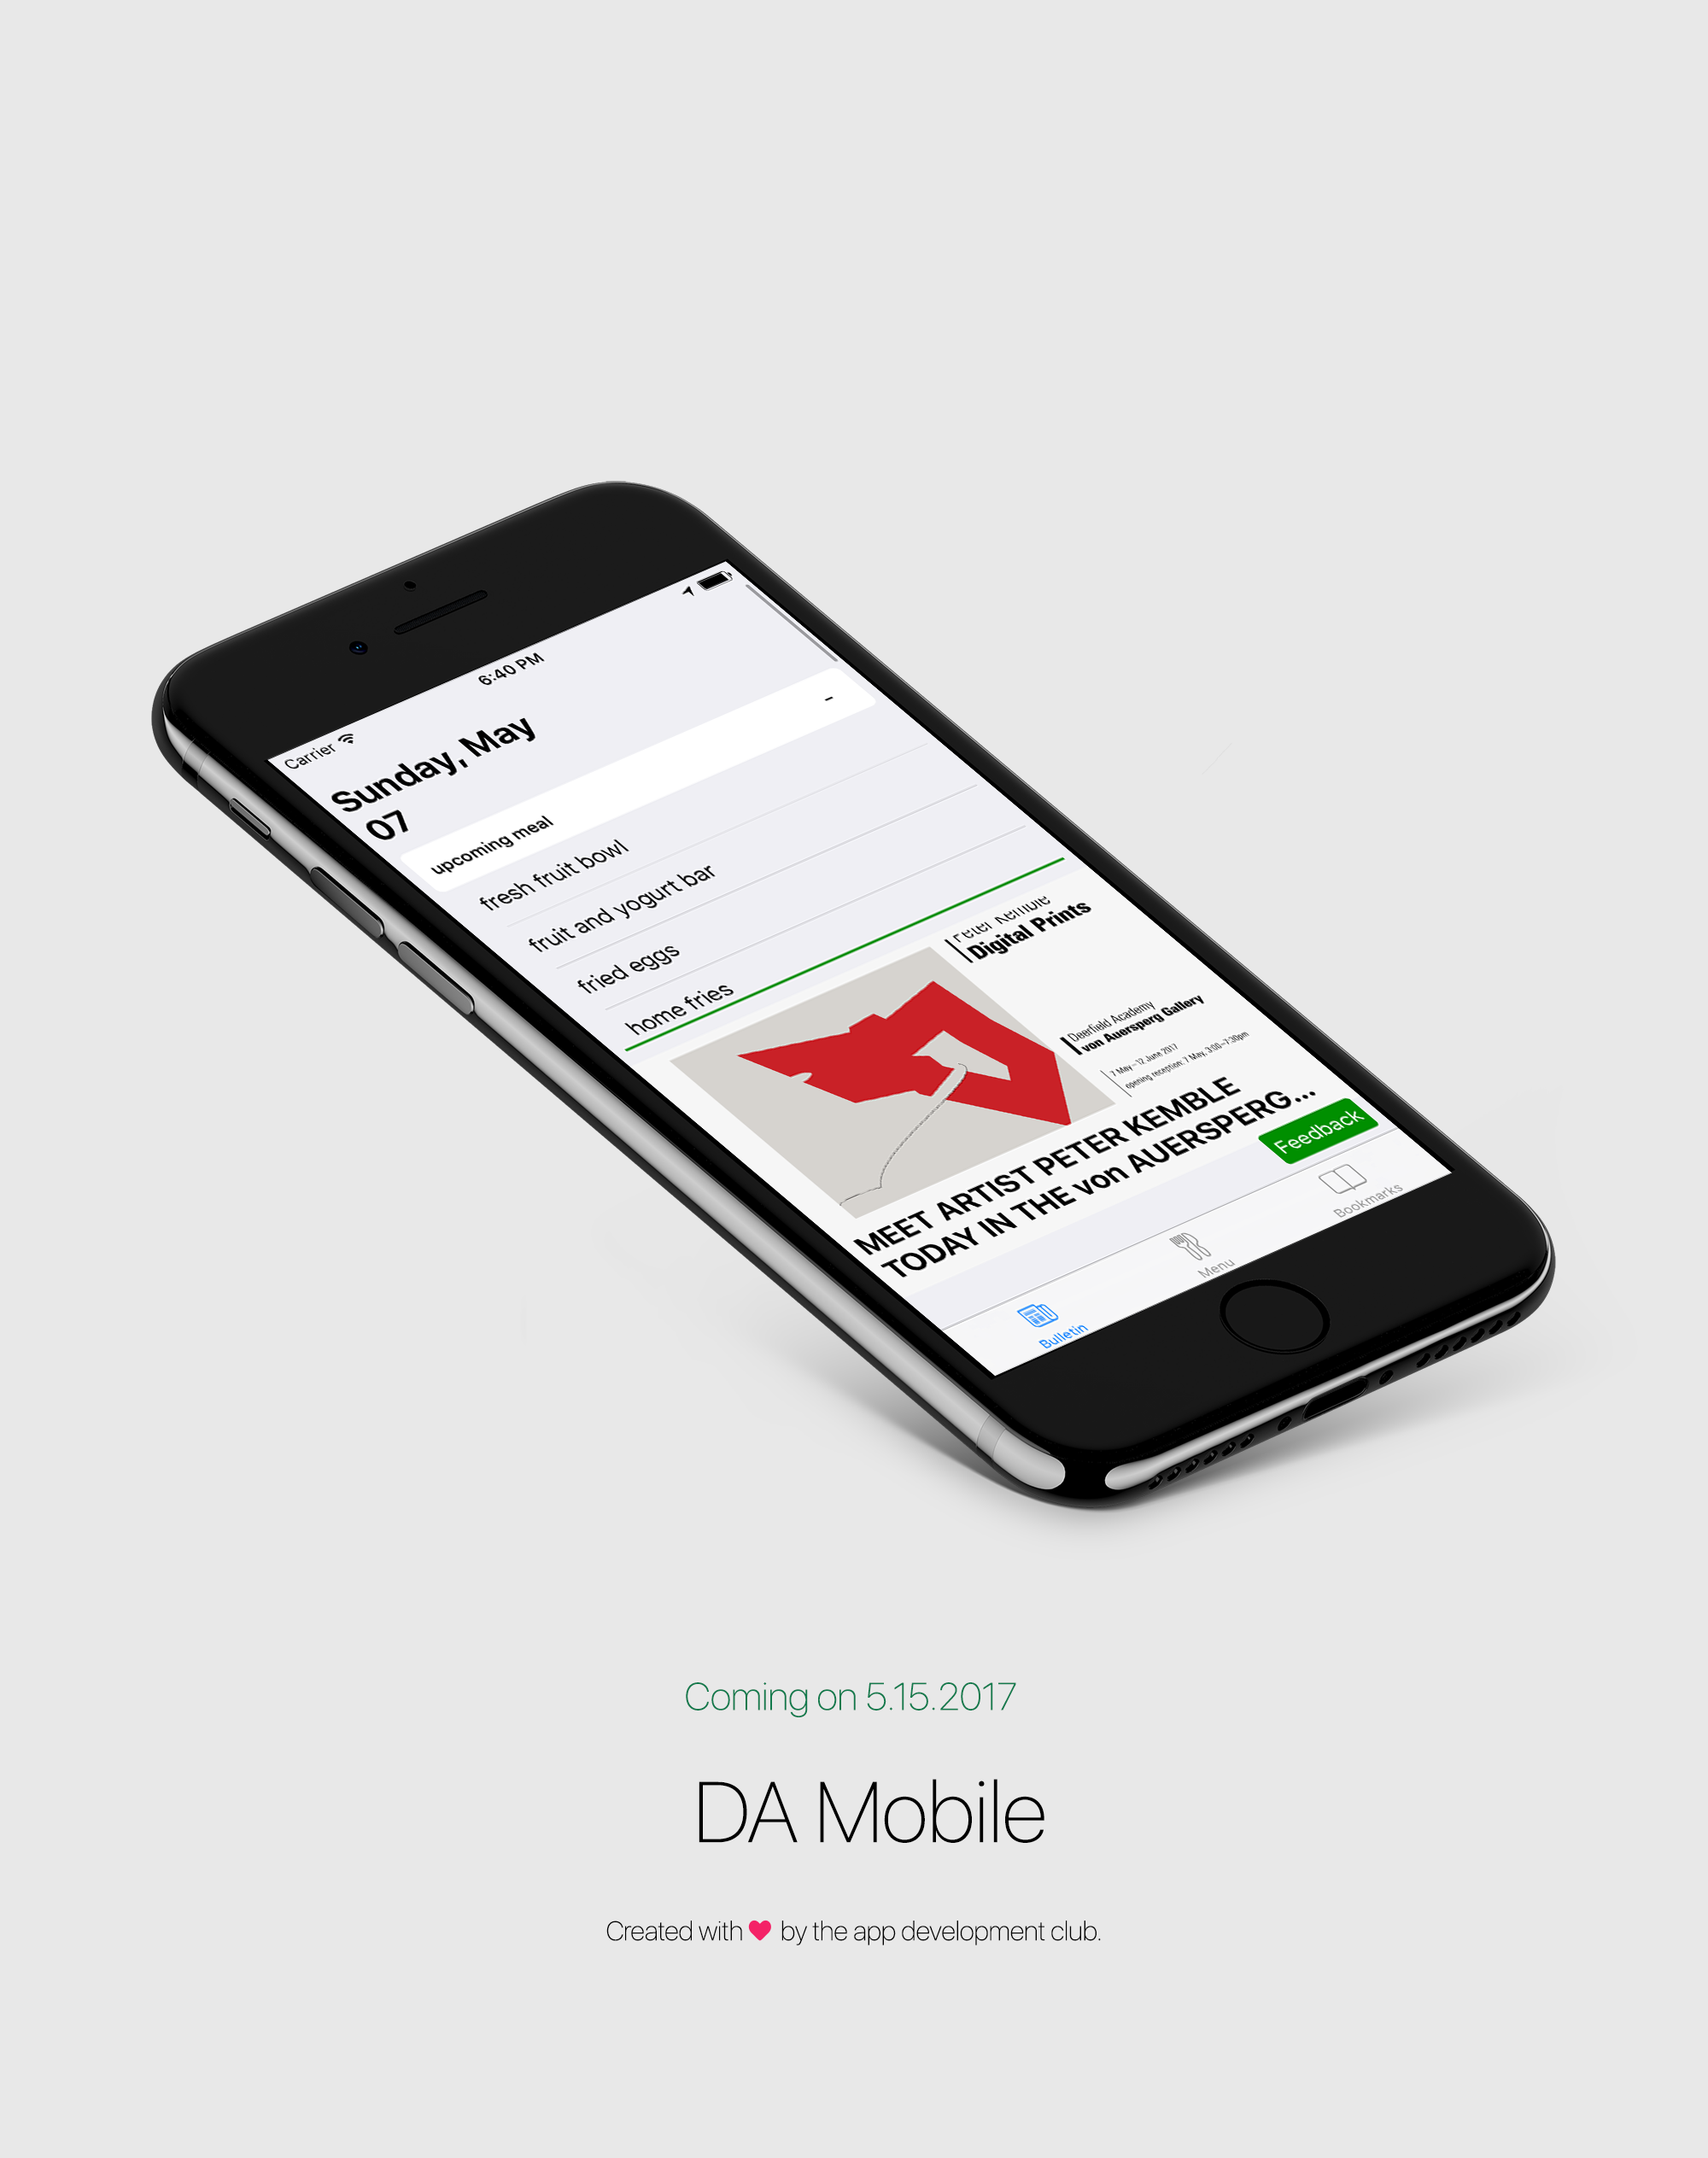 Carrier
6:40 PM
Sunday, May
07
upcoming meal
-
fresh fruit bowl
fruit and yogurt bar
fried eggs
home fries
Peter Kemble
Digital Prints
Deerfield Academy
von Auersperg Gallery
7 May – 12 June 2017
opening reception: 7 May, 3:00–7:30pm
MEET ARTIST PETER KEMBLE
TODAY IN THE von AUERSPERG...
Feedback
Bulletin
Menu
Bookmarks
Coming on 5.15.2017
DA Mobile
Created with ♥ by the app development club.